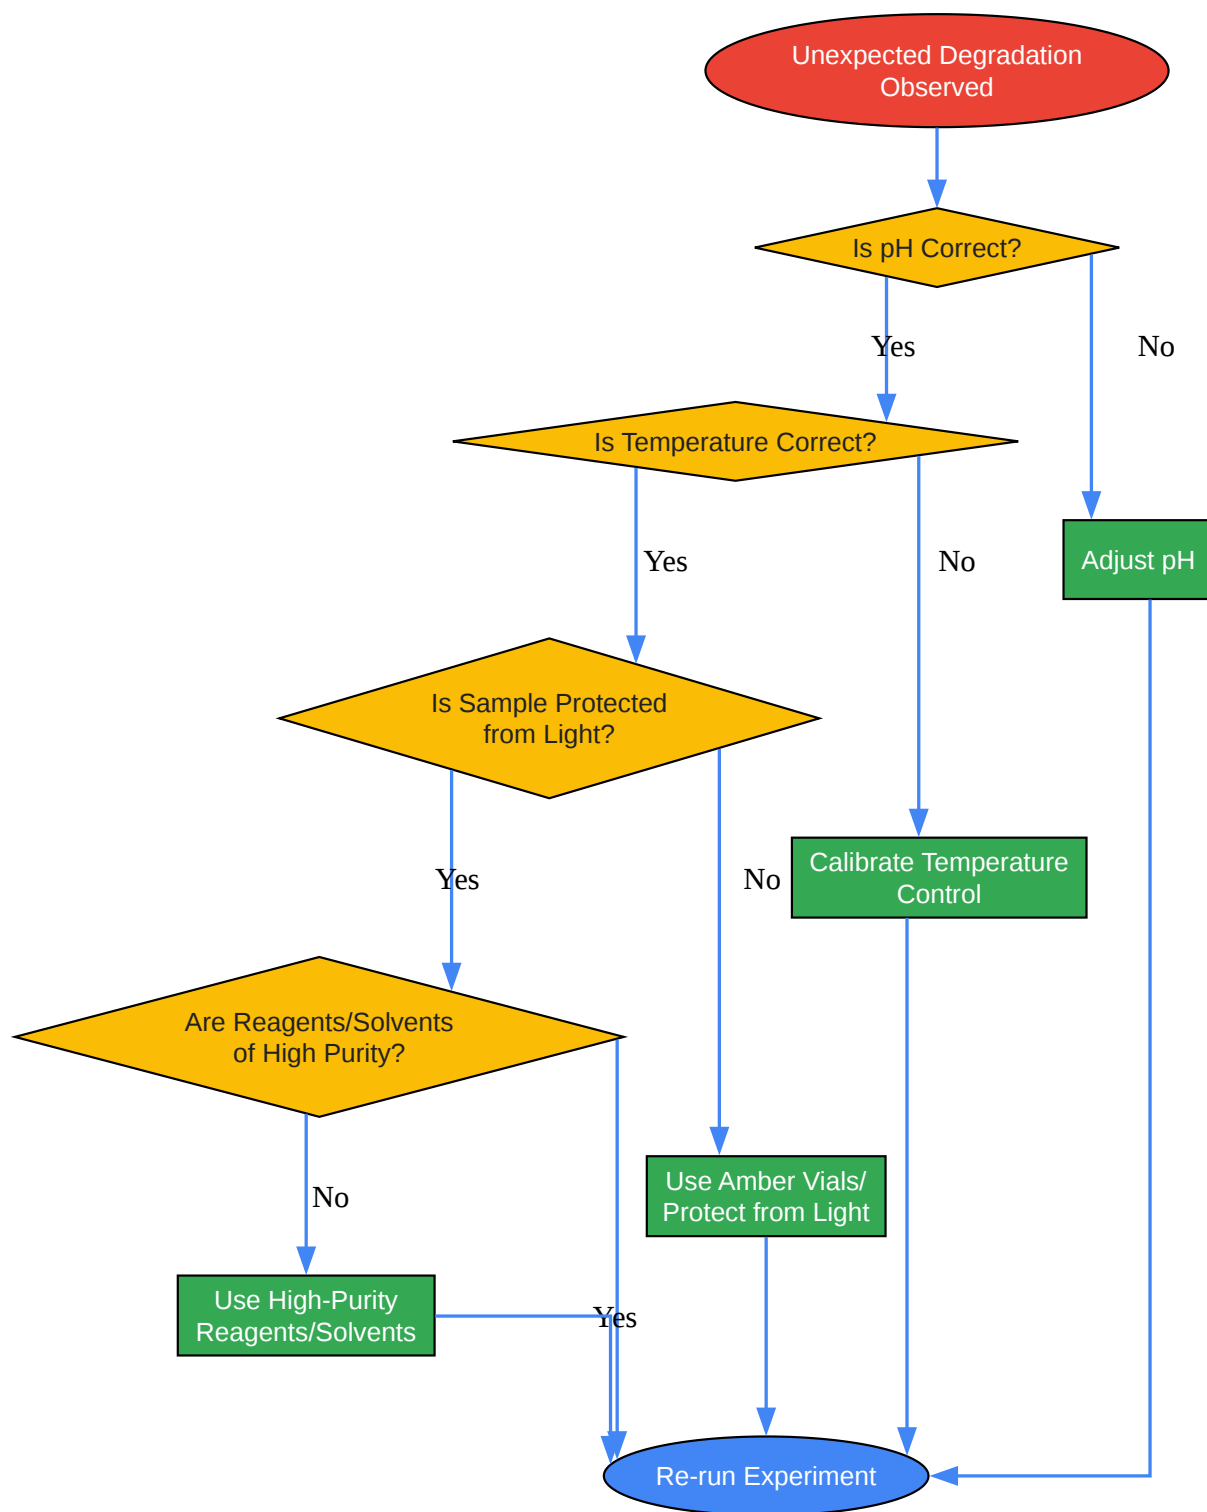 Unexpected Degradation
Observed
Is pH Correct?
Yes
No
Is Temperature Correct?
Yes
No
Adjust pH
Is Sample Protected
from Light?
Yes
No
Calibrate Temperature
Control
Are Reagents/Solvents
of High Purity?
No
Use Amber Vials/
Protect from Light
Use High-Purity
Reagents/Solvents
Yes
Re-run Experiment